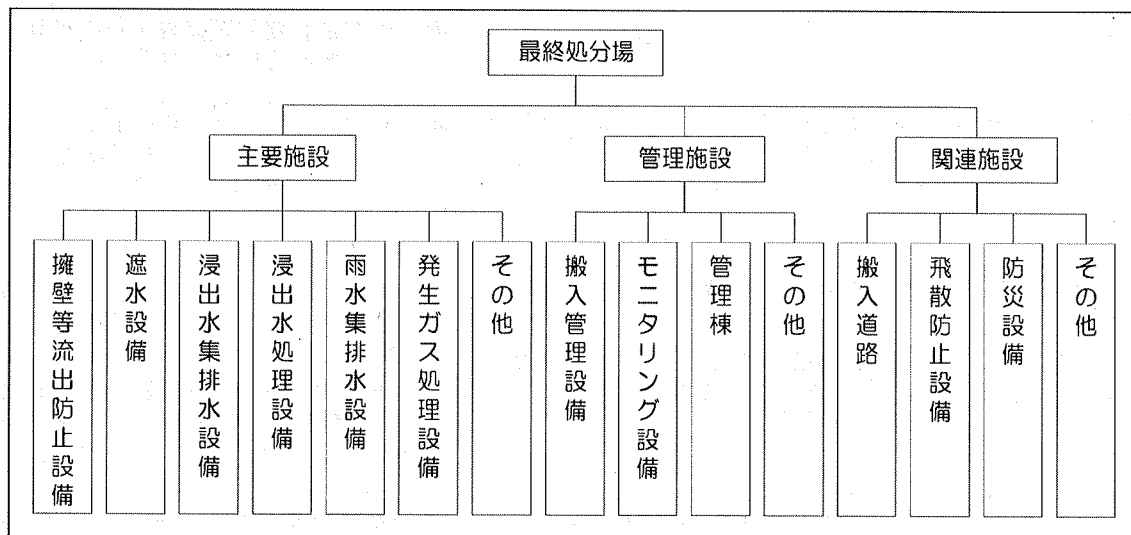 最終処分場
主要施設
管理施設
関連施設
擁壁等流出防止設備
遮水設備
浸出水集排水設備
浸出水処理設備
雨水集排水設備
発生ガス処理設備
その他
搬入管理設備
モニタリング設備
管理棟
その他
搬入道路
飛散防止設備
防災設備
その他